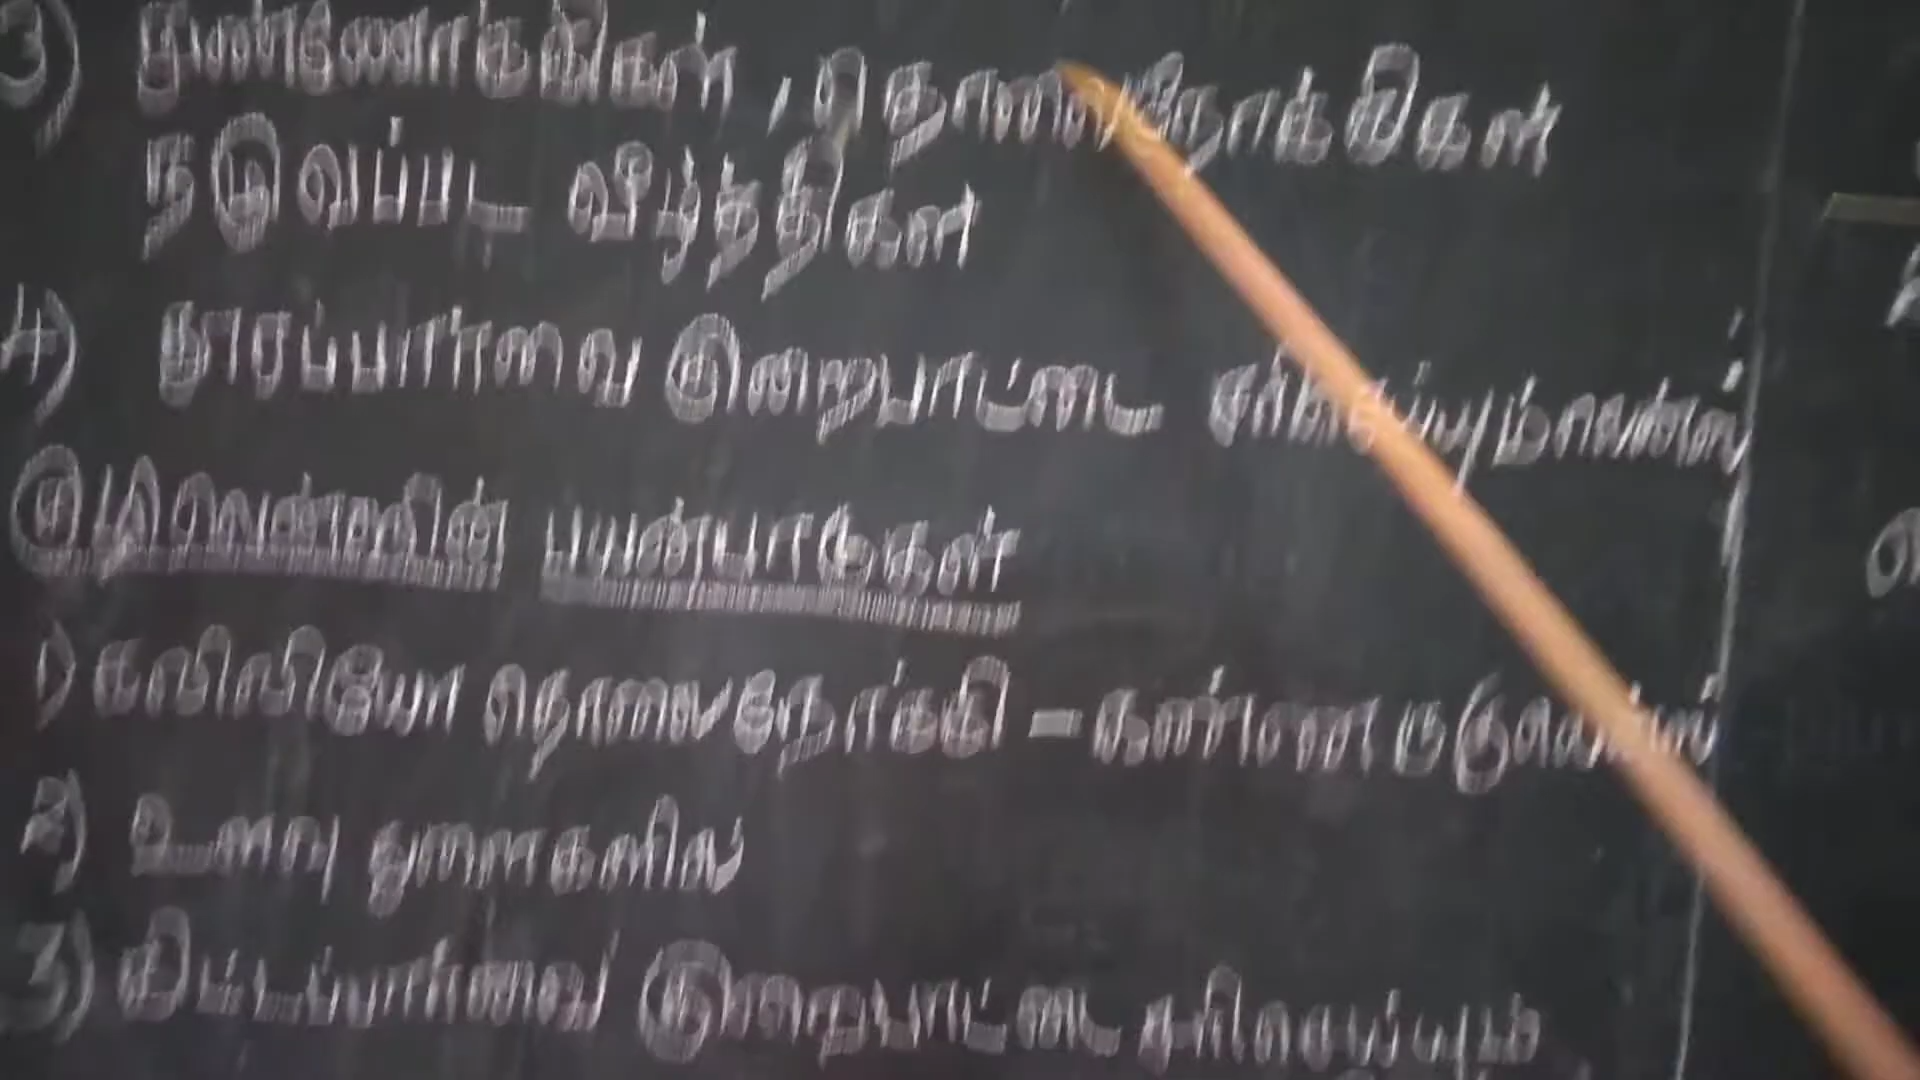 3) நுண்ணோக்கிகள், தொலைநோக்கிகள்
நடுவப்பட வீழ்த்திகள்
4) தூரப்பார்வை குறைபாட்டை சரிசெய்யும் லென்ஸ்
குழிலென்சின் பயன்பாடுகள்
1) கலிலியோ தொலைநோக்கி - கண்ணருகுலென்ஸ்
2) உளவு துளைகளில்
3) கிட்டப்பார்வை குறைபாட்டை சரிசெய்யும்